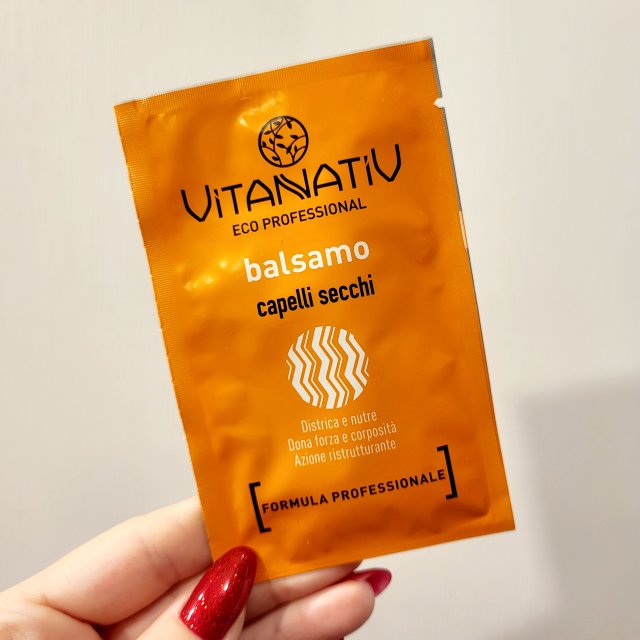 VITANATIV
ECO PROFESSIONAL
balsamo
capelli secchi
Districa e nutre
Dona forza e corposità
Azione ristrutturante
[FORMULA PROFESSIONALE]